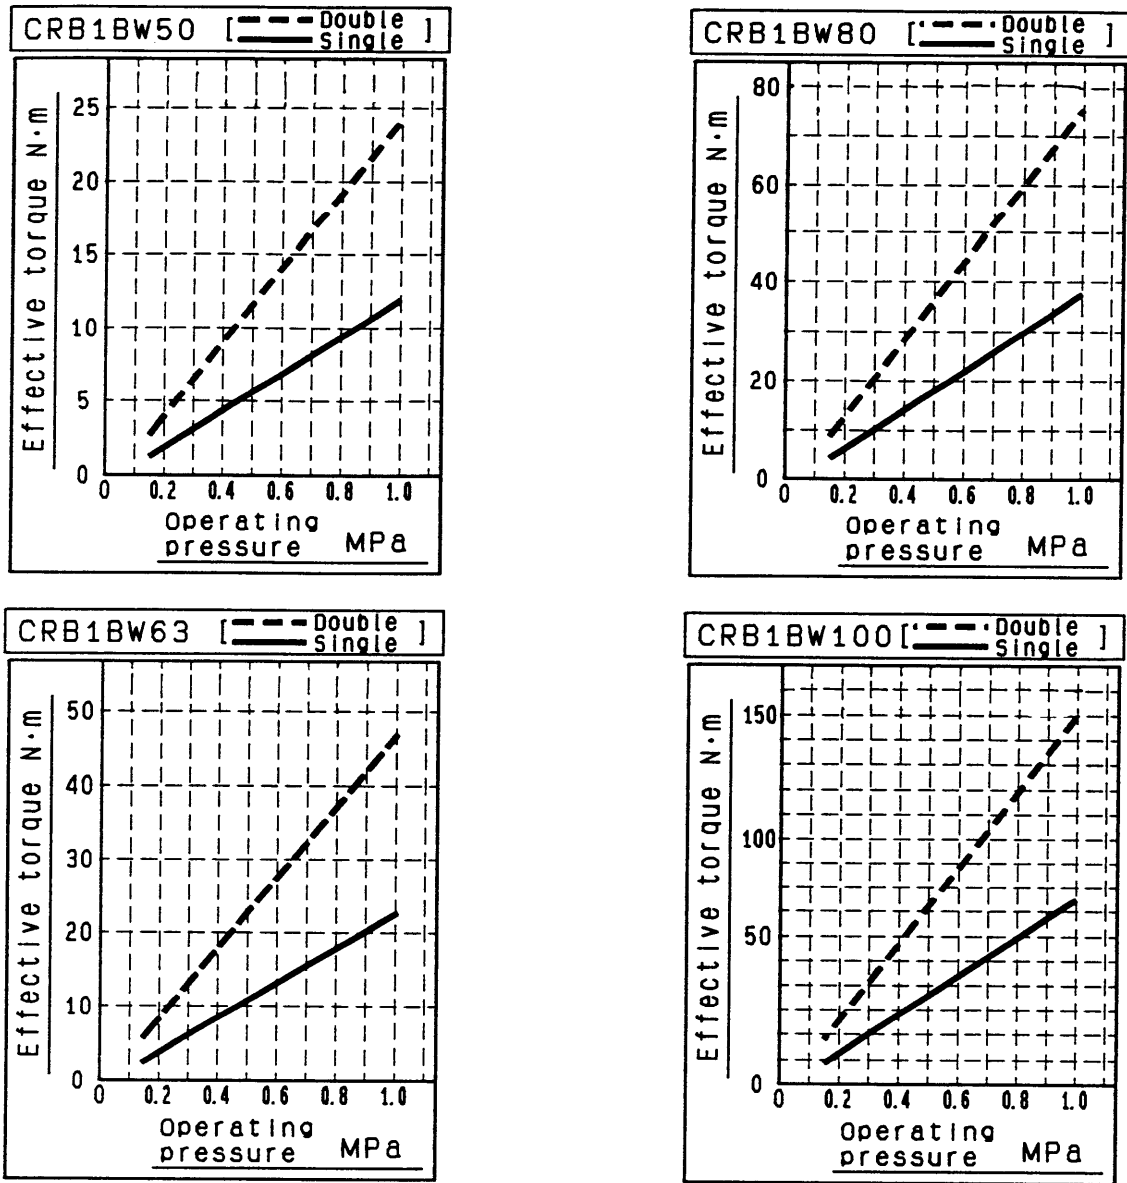 CRB1BW50 [ Double
Single ]
Effective torque N·m
25
20
15
10
5
0
0 0.2 0.4 0.6 0.8 1.0
Operating
pressure MPa
CRB1BW80 [ Double
Single ]
Effective torque N·m
80
60
40
20
0
0 0.2 0.4 0.6 0.8 1.0
Operating
pressure MPa
CRB1BW63 [ Double
Single ]
Effective torque N·m
50
40
30
20
10
0
0 0.2 0.4 0.6 0.8 1.0
Operating
pressure MPa
CRB1BW100 [ Double
Single ]
Effective torque N·m
150
100
50
0
0 0.2 0.4 0.6 0.8 1.0
Operating
pressure MPa